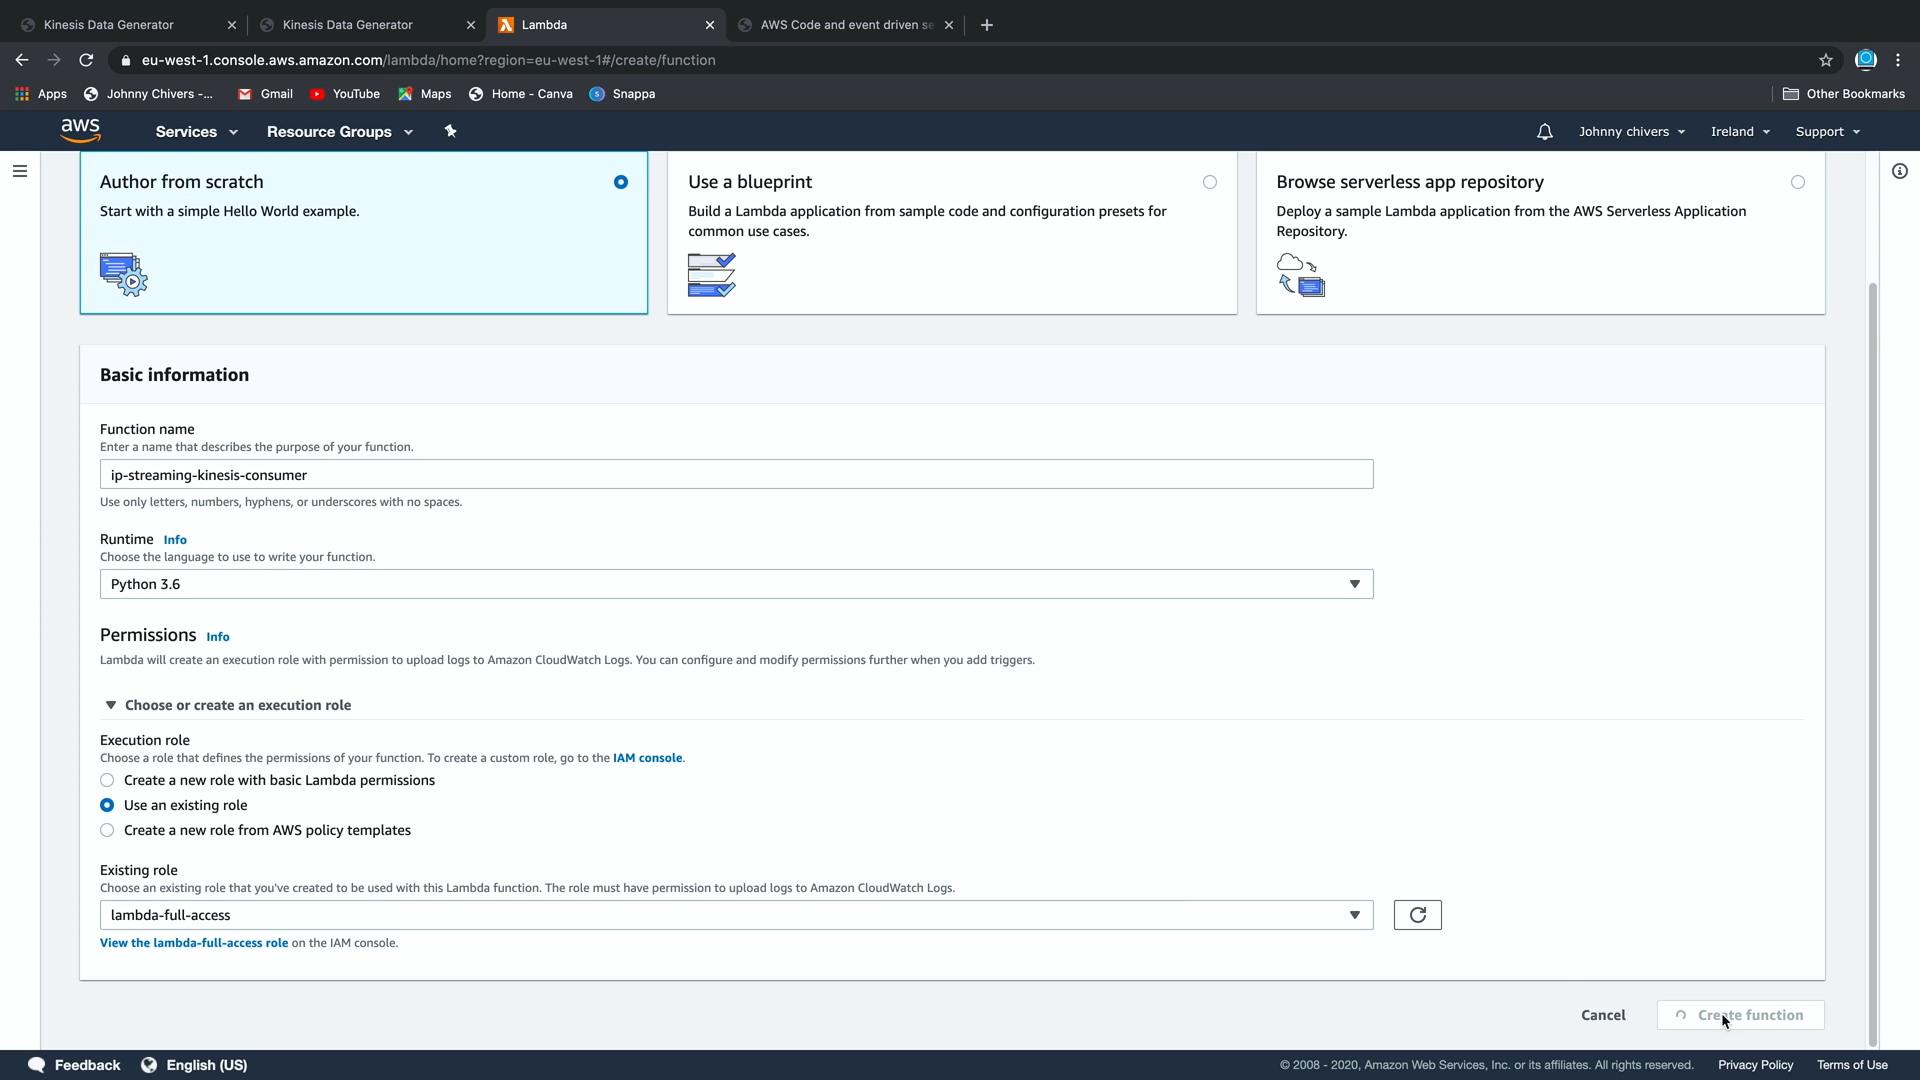 Kinesis Data Generator
Kinesis Data Generator
Lambda
AWS Code and event driven se
eu-west-1.console.aws.amazon.com/lambda/home?region=eu-west-1#/create/function
Apps
Johnny Chivers -...
Gmail
YouTube
Maps
Home - Canva
Snappa
Other Bookmarks
aws
Services
Resource Groups
Johnny chivers
Ireland
Support
Author from scratch
Start with a simple Hello World example.
Use a blueprint
Build a Lambda application from sample code and configuration presets for
common use cases.
Browse serverless app repository
Deploy a sample Lambda application from the AWS Serverless Application
Repository.
Basic information
Function name
Enter a name that describes the purpose of your function.
ip-streaming-kinesis-consumer
Use only letters, numbers, hyphens, or underscores with no spaces.
Runtime Info
Choose the language to use to write your function.
Python 3.6
Permissions Info
Lambda will create an execution role with permission to upload logs to Amazon CloudWatch Logs. You can configure and modify permissions further when you add triggers.
Choose or create an execution role
Execution role
Choose a role that defines the permissions of your function. To create a custom role, go to the IAM console.
Create a new role with basic Lambda permissions
Use an existing role
Create a new role from AWS policy templates
Existing role
Choose an existing role that you've created to be used with this Lambda function. The role must have permission to upload logs to Amazon CloudWatch Logs.
lambda-full-access
View the lambda-full-access role on the IAM console.
Cancel
Create function
Feedback
English (US)
© 2008 - 2020, Amazon Web Services, Inc. or its affiliates. All rights reserved.
Privacy Policy
Terms of Use